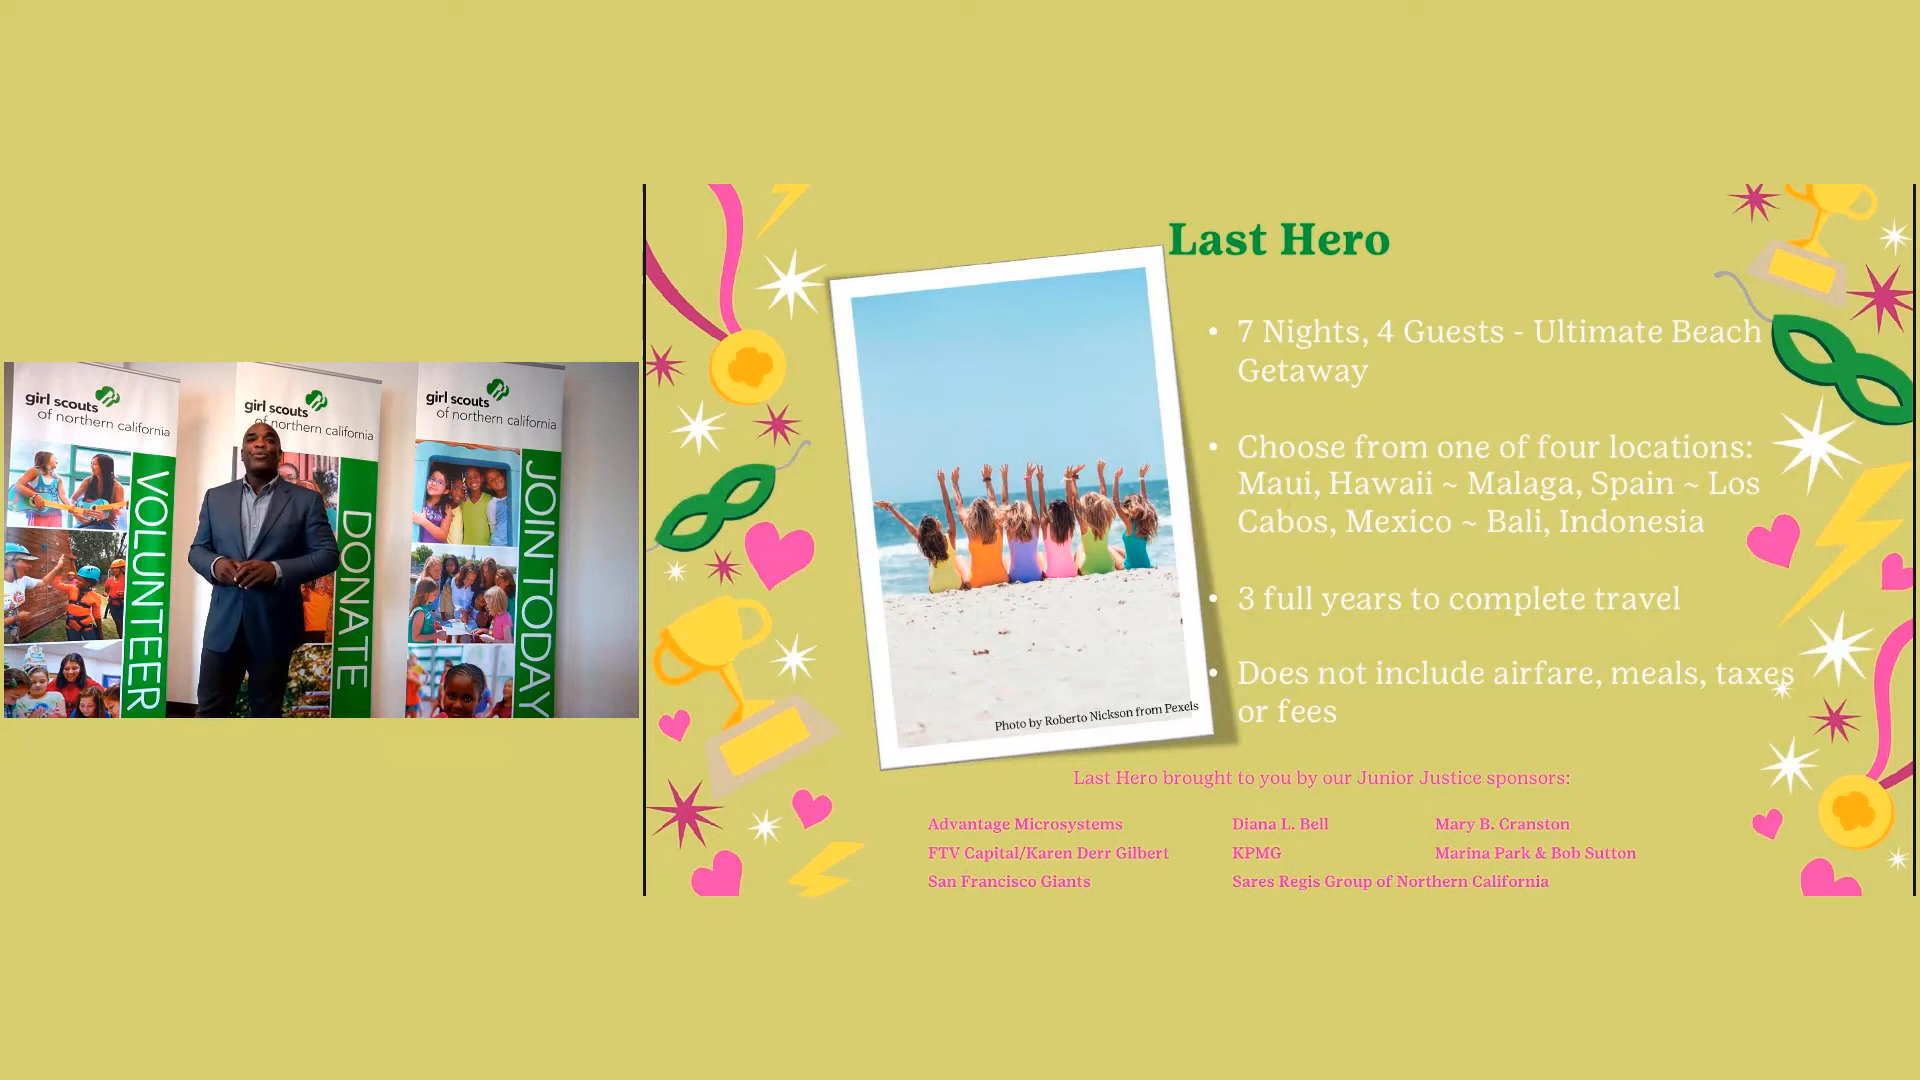 girl scouts
of northern california
VOLUNTEER
girl scouts
of northern california
DONATE
girl scouts
of northern california
JOIN TODAY
Last Hero
• 7 Nights, 4 Guests - Ultimate Beach
Getaway
• Choose from one of four locations:
Maui, Hawaii ~ Malaga, Spain ~ Los
Cabos, Mexico ~ Bali, Indonesia
• 3 full years to complete travel
• Does not include airfare, meals, taxes
or fees
Photo by Roberto Nickson from Pexels
Last Hero brought to you by our Junior Justice sponsors:
Advantage Microsystems
Diana L. Bell
Mary B. Cranston
FTV Capital/Karen Derr Gilbert
KPMG
Marina Park & Bob Sutton
San Francisco Giants
Sares Regis Group of Northern California